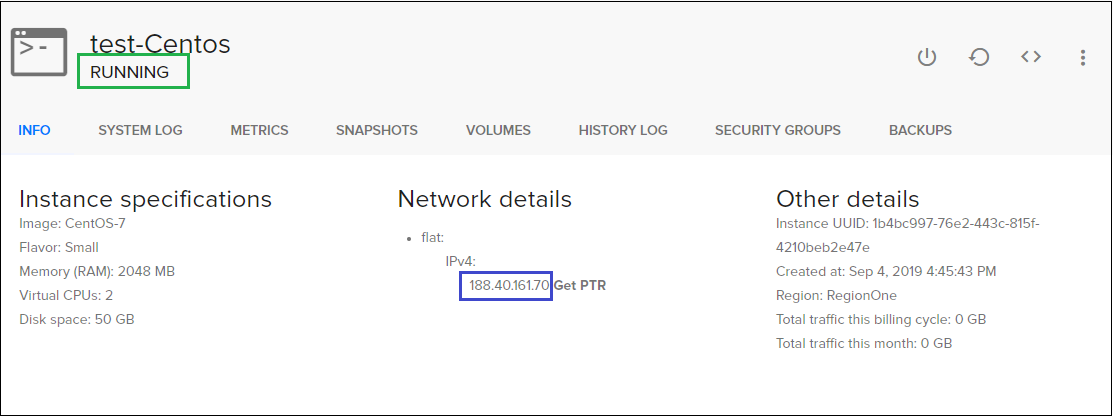 test-Centos
RUNNING
INFO SYSTEM LOG METRICS SNAPSHOTS VOLUMES HISTORY LOG SECURITY GROUPS BACKUPS
Instance specifications
Image: CentOS-7
Flavor: Small
Memory (RAM): 2048 MB
Virtual CPUs: 2
Disk space: 50 GB
Network details
flat:
IPv4:
188.40.161.70 Get PTR
Other details
Instance UUID: 1b4bc997-76e2-443c-815f-
4210beb2e47e
Created at: Sep 4, 2019 4:45:43 PM
Region: RegionOne
Total traffic this billing cycle: 0 GB
Total traffic this month: 0 GB